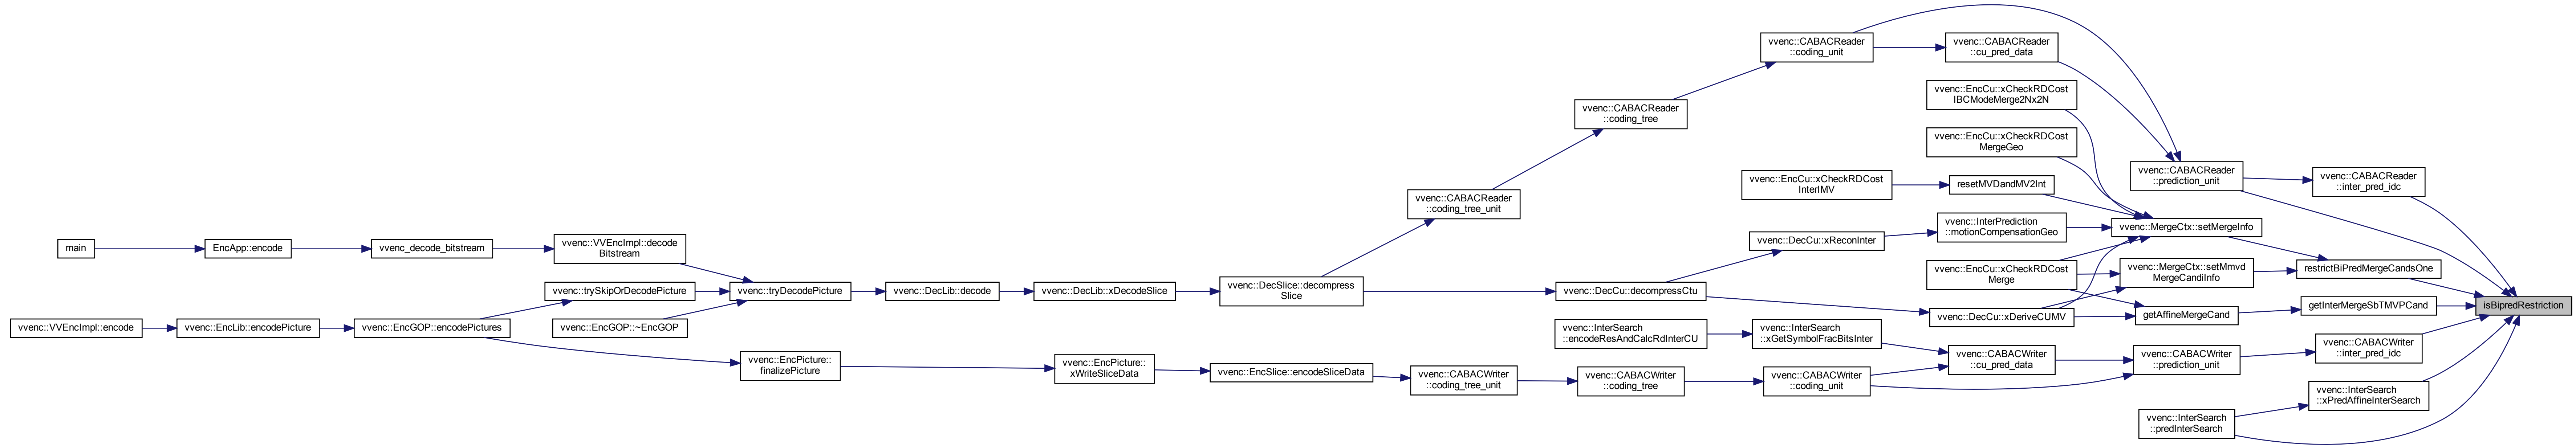 main
EncApp::encode
vvenc_decode_bitstream
vvenc::VVEncImpl::decode
Bitstream
vvenc::VVEncImpl::encode
vvenc::EncLib::encodePicture
vvenc::EncGOP::encodePictures
vvenc::trySkipOrDecodePicture
vvenc::EncGOP::~EncGOP
vvenc::tryDecodePicture
vvenc::EncPicture::
finalizePicture
vvenc::DecLib::decode
vvenc::DecLib::xDecodeSlice
vvenc::EncPicture::
xWriteSliceData
vvenc::DecSlice::decompress
Slice
vvenc::EncSlice::encodeSliceData
vvenc::CABACReader
::coding_tree_unit
vvenc::CABACWriter
::coding_tree_unit
vvenc::CABACReader
::coding_tree
vvenc::DecCu::decompressCtu
vvenc::InterSearch
::encodeResAndCalcRdInterCU
vvenc::CABACWriter
::coding_tree
vvenc::CABACReader
::coding_unit
vvenc::EncCu::xCheckRDCost
InterIMV
vvenc::DecCu::xReconInter
vvenc::InterSearch
::xGetSymbolFracBitsInter
vvenc::CABACWriter
::coding_unit
vvenc::CABACReader
::cu_pred_data
vvenc::EncCu::xCheckRDCost
IBCModeMerge2Nx2N
vvenc::EncCu::xCheckRDCost
MergeGeo
resetMVDandMV2Int
vvenc::InterPrediction
::motionCompensationGeo
vvenc::EncCu::xCheckRDCost
Merge
vvenc::DecCu::xDeriveCUMV
vvenc::CABACWriter
::cu_pred_data
vvenc::CABACReader
::prediction_unit
vvenc::MergeCtx::setMergeInfo
vvenc::MergeCtx::setMmvd
MergeCandiInfo
getAffineMergeCand
vvenc::CABACWriter
::prediction_unit
vvenc::InterSearch
::predInterSearch
vvenc::CABACReader
::inter_pred_idc
restrictBiPredMergeCandsOne
getInterMergeSbTMVPCand
vvenc::CABACWriter
::inter_pred_idc
vvenc::InterSearch
::xPredAffineInterSearch
isBipredRestriction